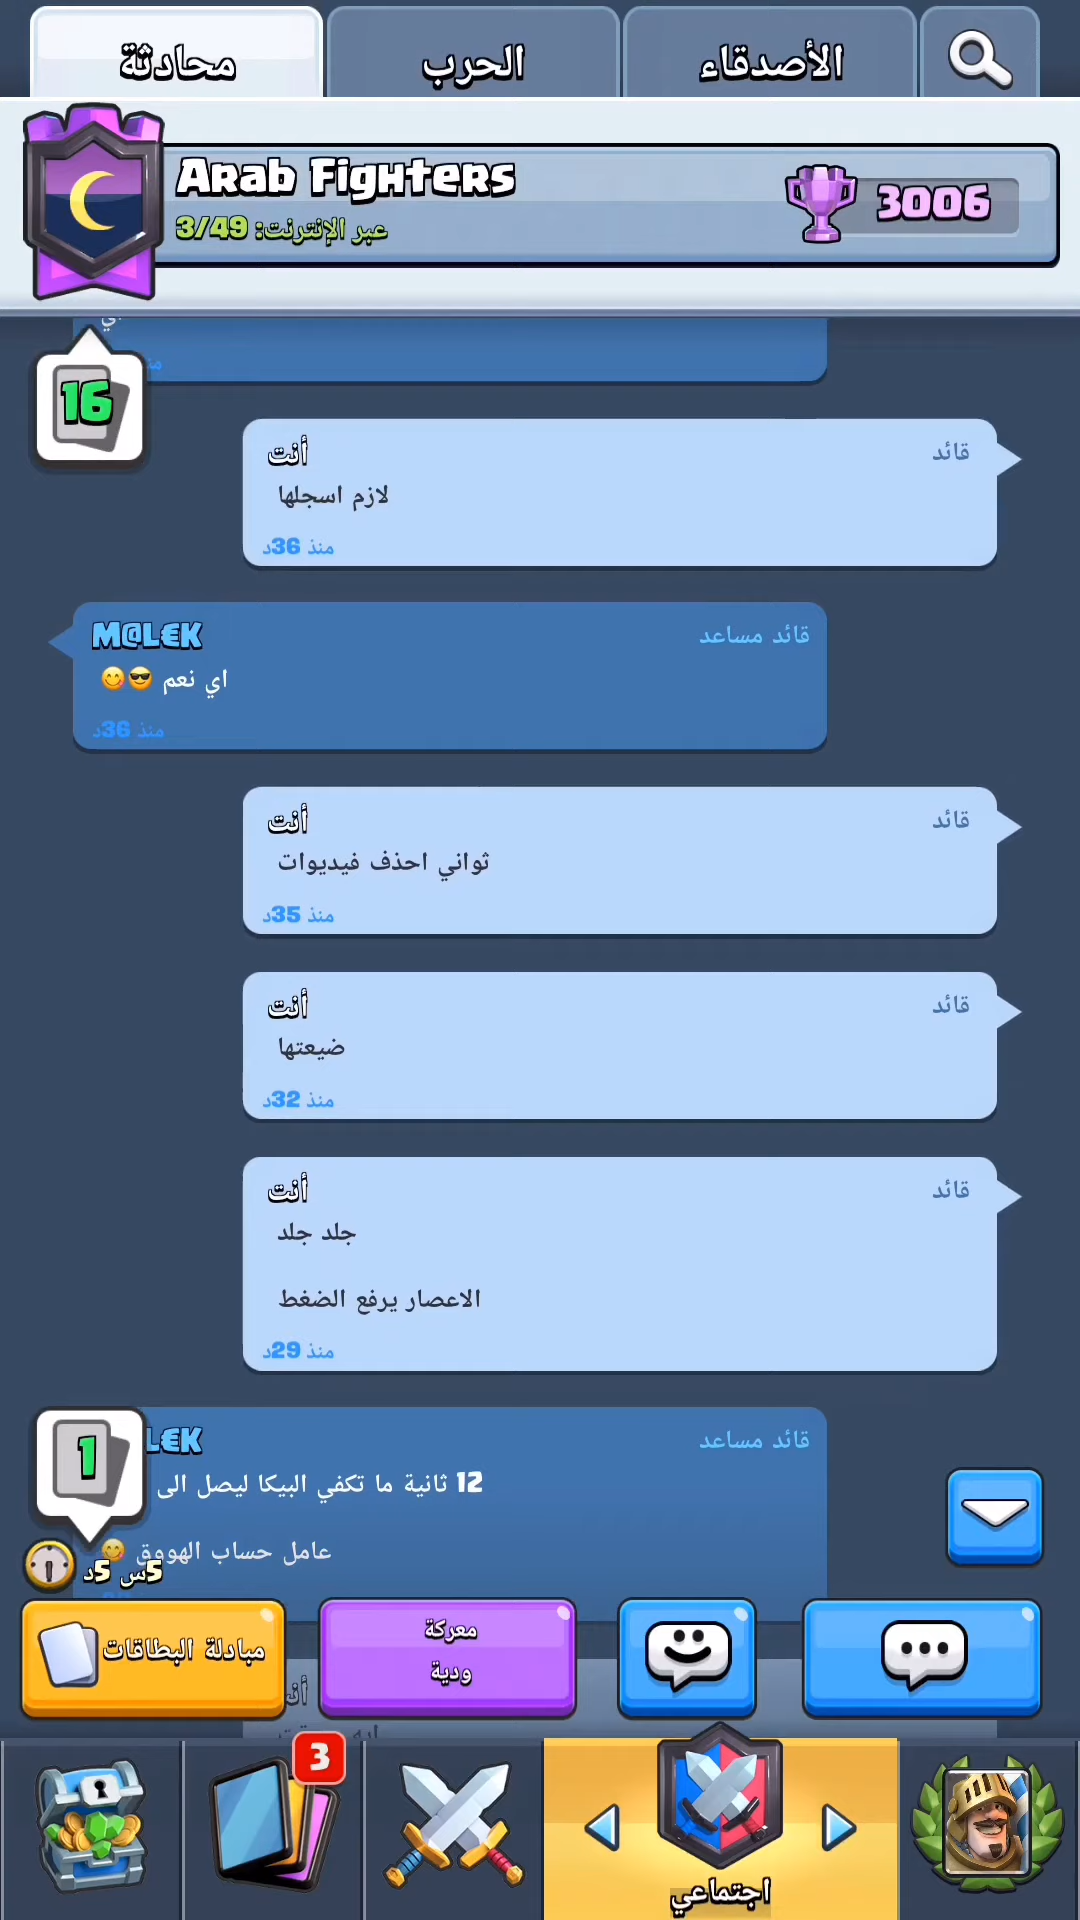 محادثة
الحرب
الأصدقاء
Arab Fighters
عبر الإنترنت: 3/49
3006
16
أنت
قائد
لازم اسجلها
منذ 36د
M@L€K
قائد مساعد
اي نعم 😎😋
منذ 36د
أنت
قائد
ثواني احذف فيديوات
منذ 35د
أنت
قائد
ضيعتها
منذ 32د
أنت
قائد
جلد جلد
الاعصار يرفع الضغط
منذ 29د
L€K
قائد مساعد
12 ثانية ما تكفي البيكا ليصل الى
عامل حساب الهووق 😋
1
5س 5د
مبادلة البطاقات
معركة
ودية
3
اجتماعي